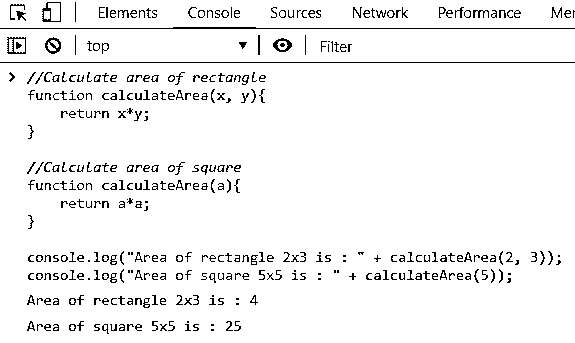 Elements Console Sources Network Performance Mer
top ▼ Filter
> //Calculate area of rectangle
function calculateArea(x, y){
    return x*y;
}

//Calculate area of square
function calculateArea(a){
    return a*a;
}

console.log("Area of rectangle 2x3 is : " + calculateArea(2, 3));
console.log("Area of square 5x5 is : " + calculateArea(5));
Area of rectangle 2x3 is : 4
Area of square 5x5 is : 25